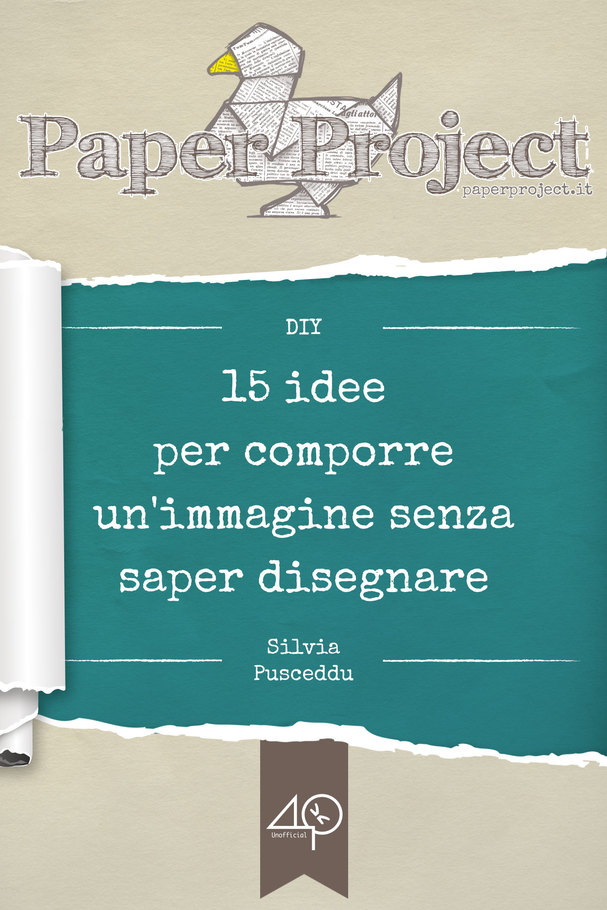 Paper Project
paperproject.it
DIY
15 idee
per comporre
un'immagine senza
saper disegnare
Silvia
Pusceddu
Unofficial